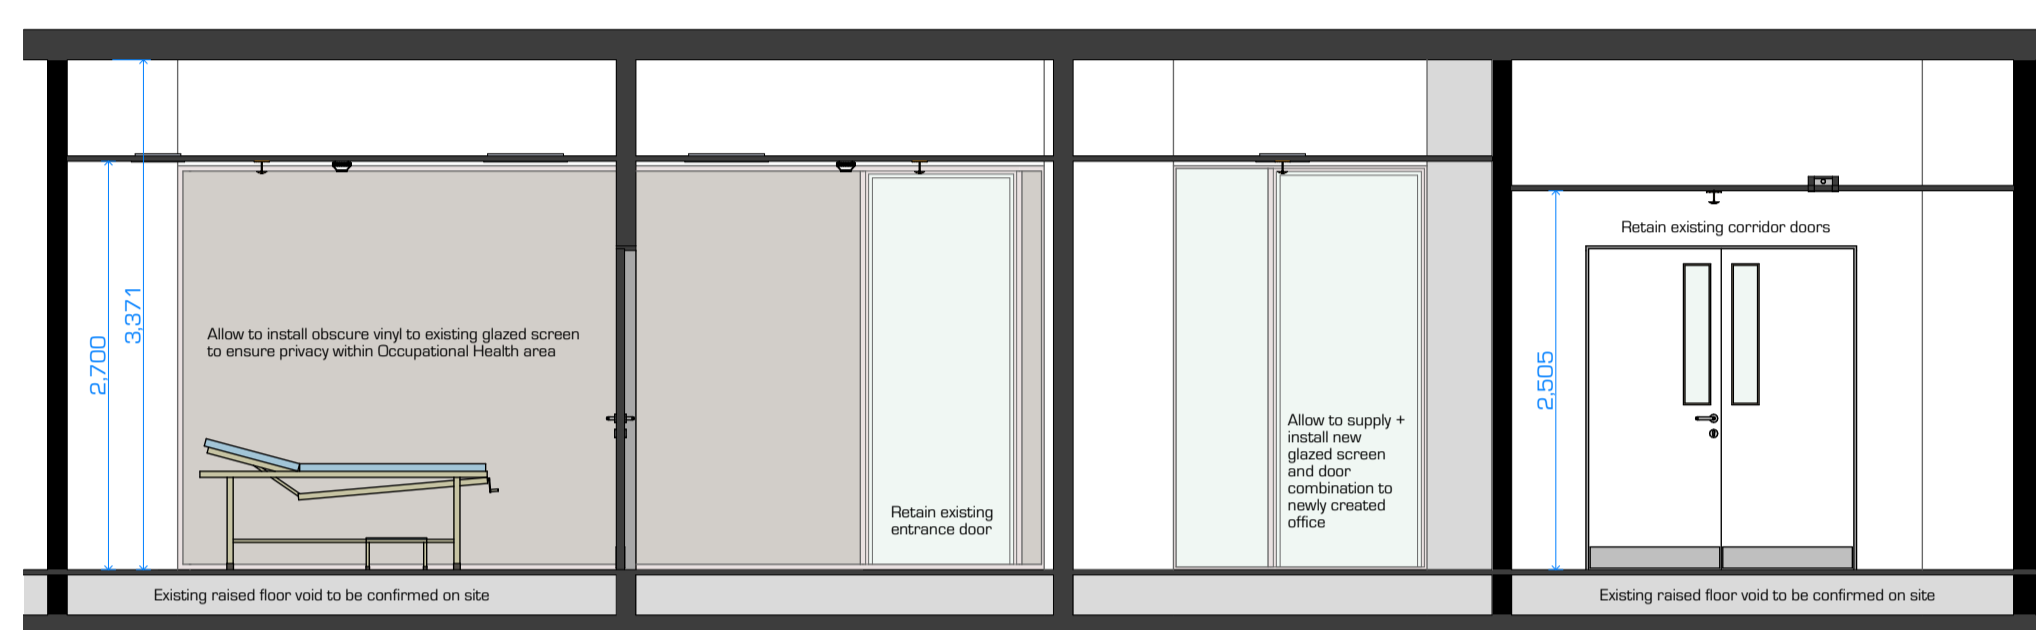 Retain existing corridor doors
3,371
2,700
2,505
Allow to install obscure vinyl to existing glazed screen
to ensure privacy within Occupational Health area
Allow to supply +
install new
glazed screen
and door
combination to
newly created
office
Retain existing
entrance door
Existing raised floor void to be confirmed on site
Existing raised floor void to be confirmed on site